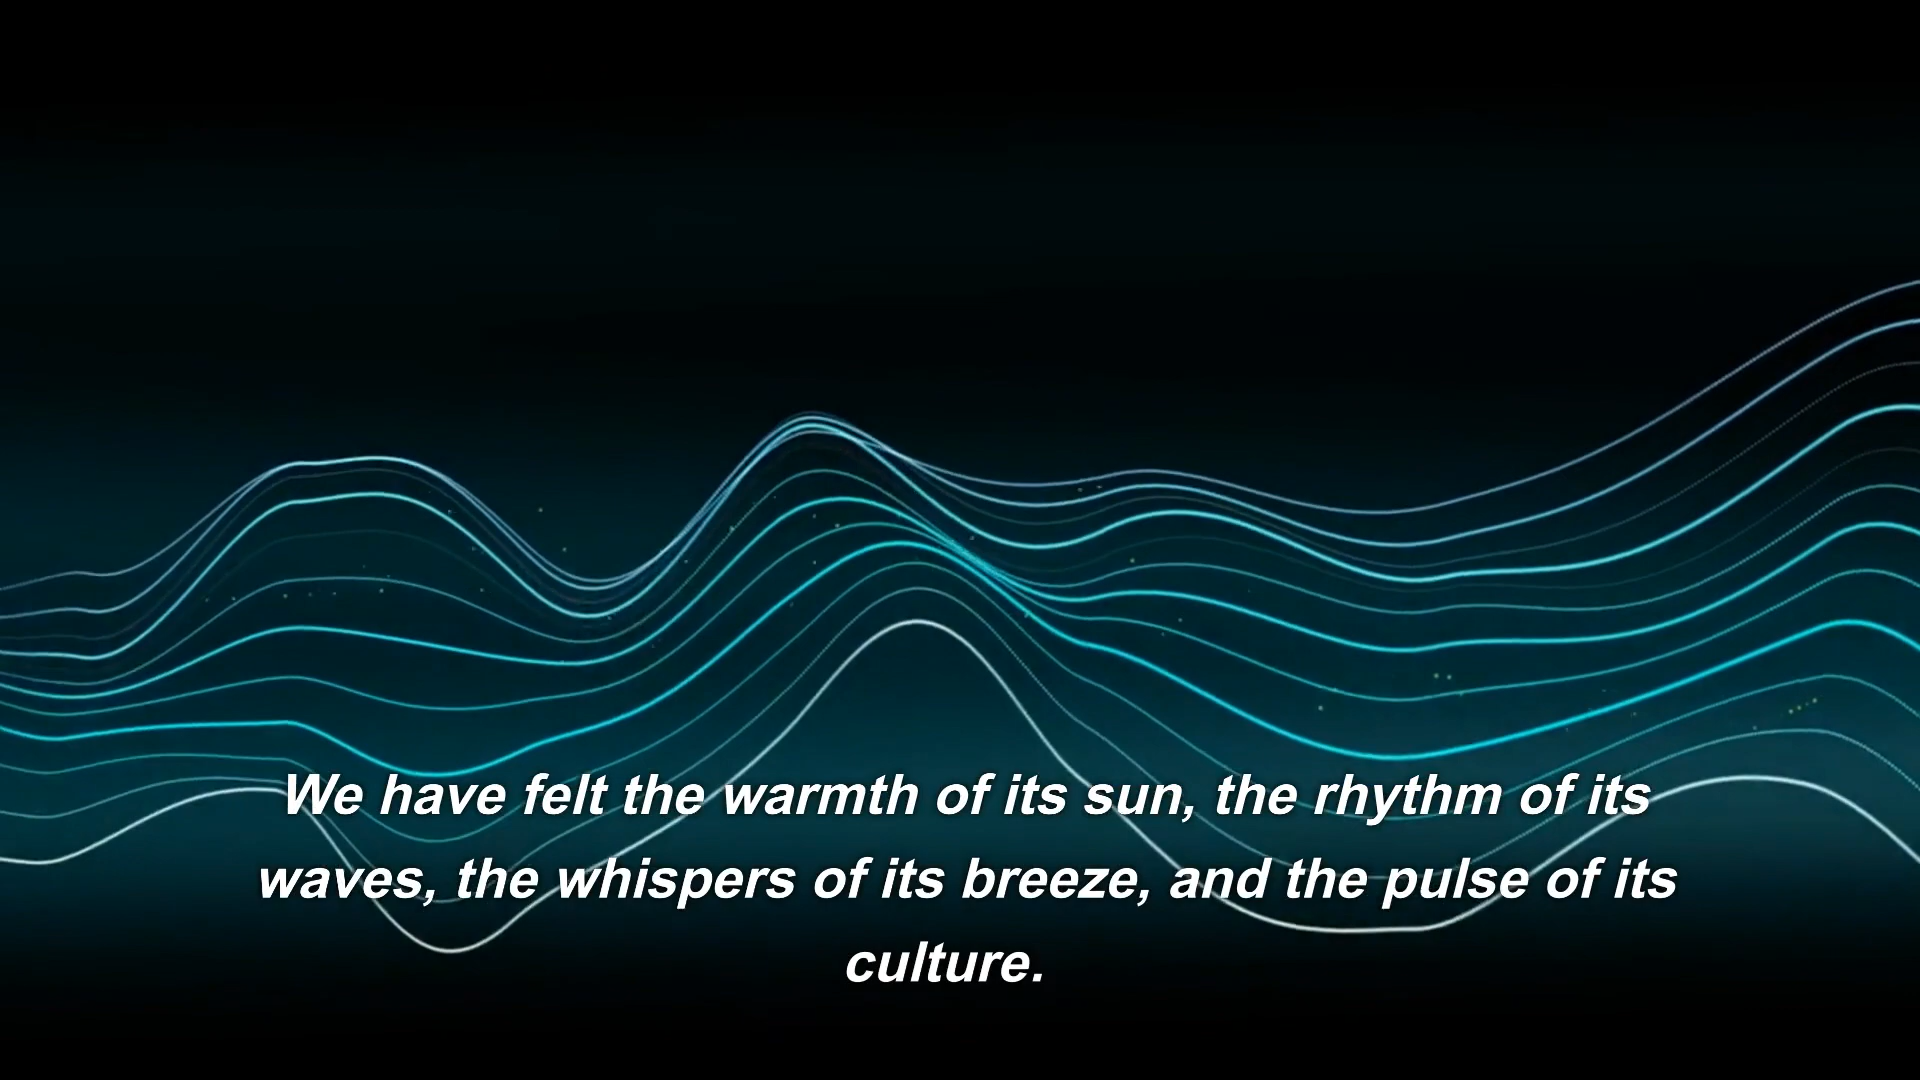 We have felt the warmth of its sun, the rhythm of its
waves, the whispers of its breeze, and the pulse of its
culture.